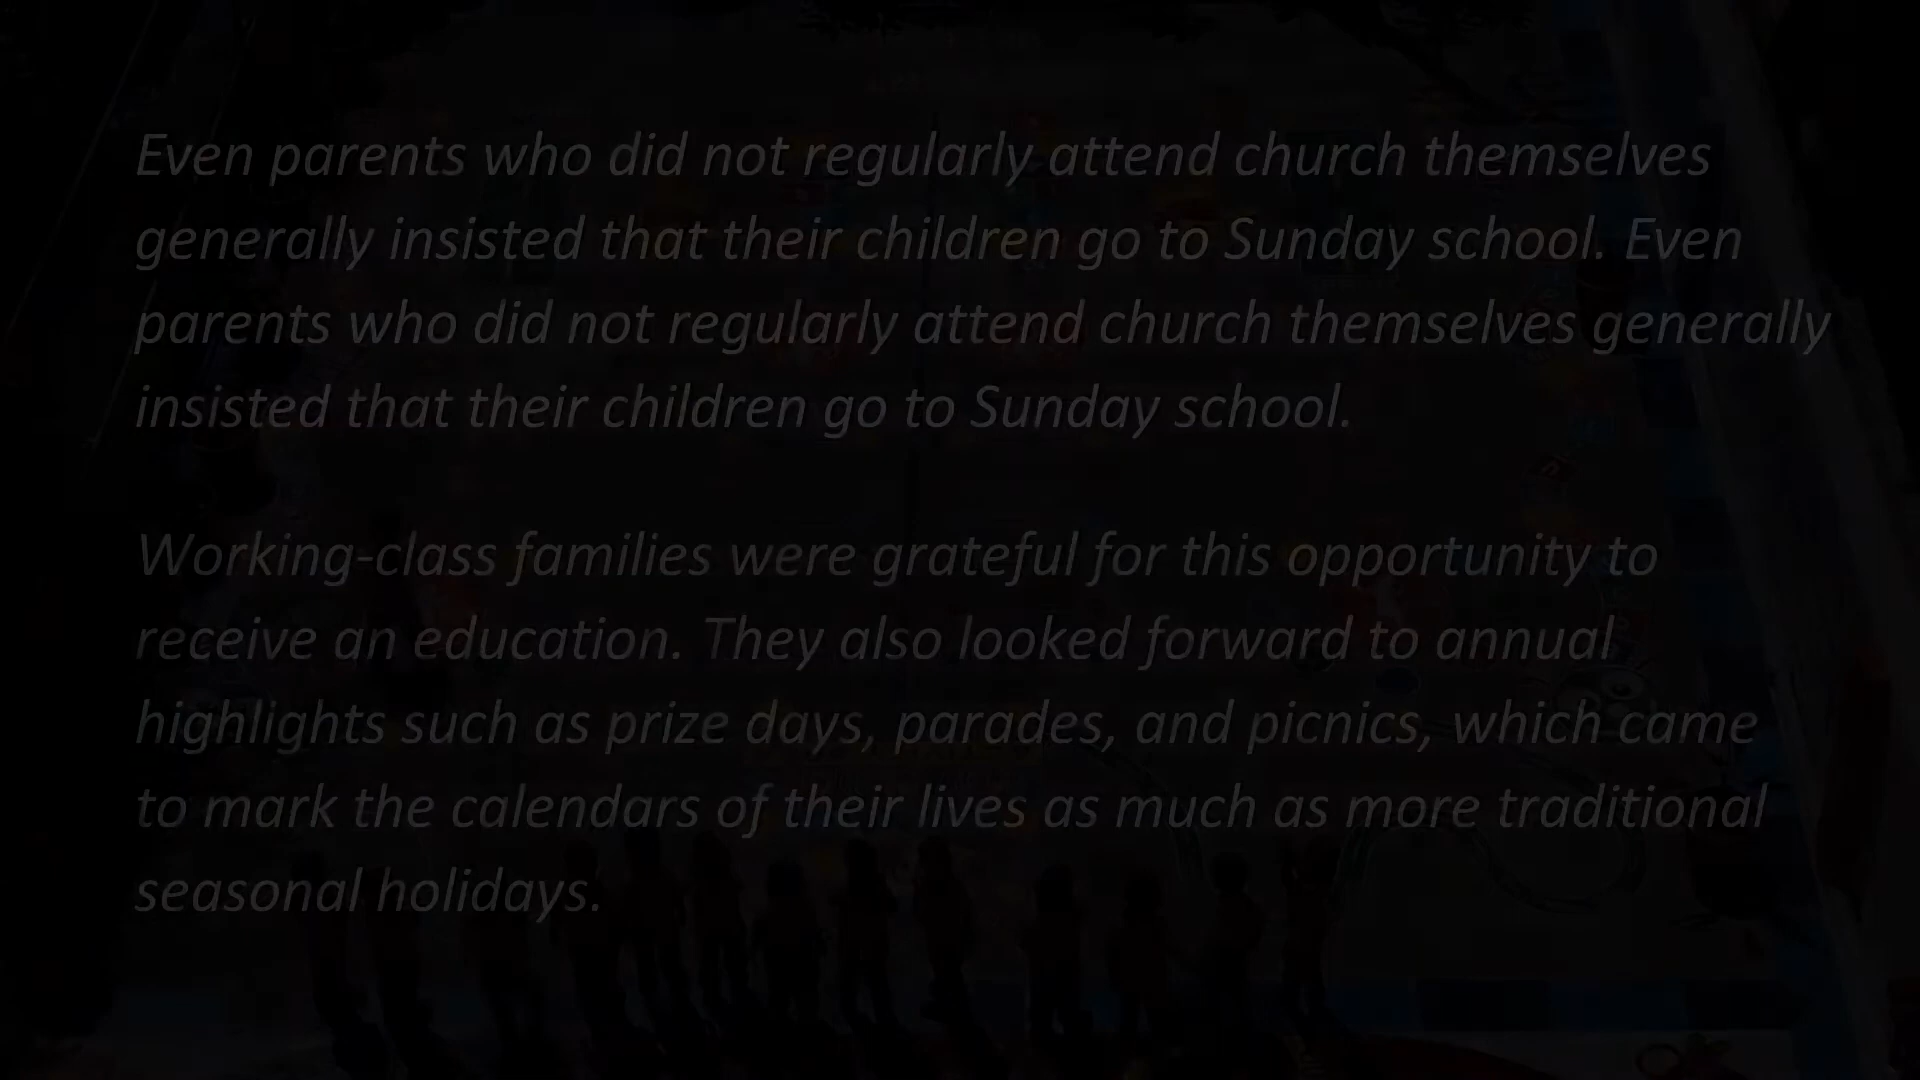 Even parents who did not regularly attend church themselves
generally insisted that their children go to Sunday school. Even
parents who did not regularly attend church themselves generally
insisted that their children go to Sunday school.
Working-class families were grateful for this opportunity to
receive an education. They also looked forward to annual
highlights such as prize days, parades, and picnics, which came
to mark the calendars of their lives as much as more traditional
seasonal holidays.